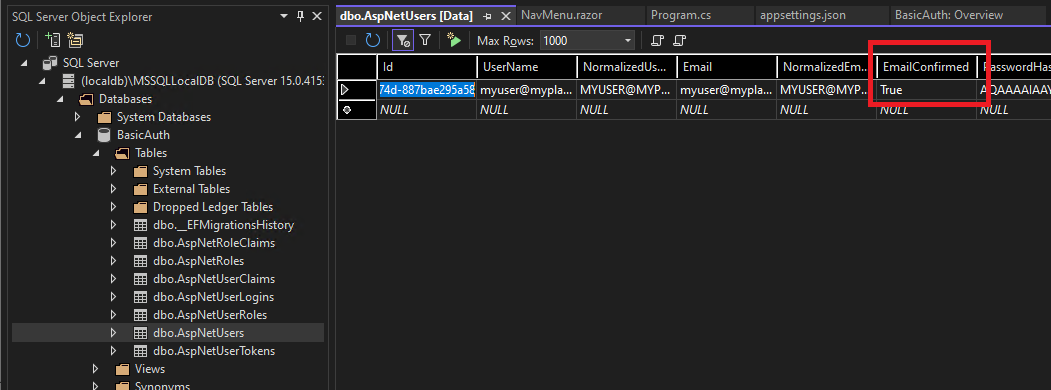 SQL Server Object Explorer
SQL Server
(localdb)\MSSQLLocalDB (SQL Server 15.0.4153
Databases
System Databases
BasicAuth
Tables
System Tables
External Tables
Dropped Ledger Tables
dbo.__EFMigrationsHistory
dbo.AspNetRoleClaims
dbo.AspNetRoles
dbo.AspNetUserClaims
dbo.AspNetUserLogins
dbo.AspNetUserRoles
dbo.AspNetUsers
dbo.AspNetUserTokens
Views
Synonyms
dbo.AspNetUsers [Data] NavMenu.razor Program.cs appsettings.json BasicAuth: Overview
Max Rows: 1000
Id UserName NormalizedUs... Email NormalizedEm... EmailConfirmed PasswordHas
74d-887bae295a58 myuser@mypla... MYUSER@MYP... myuser@mypla... MYUSER@MYP... True AQAAAAIAAY
NULL NULL NULL NULL NULL NULL NULL